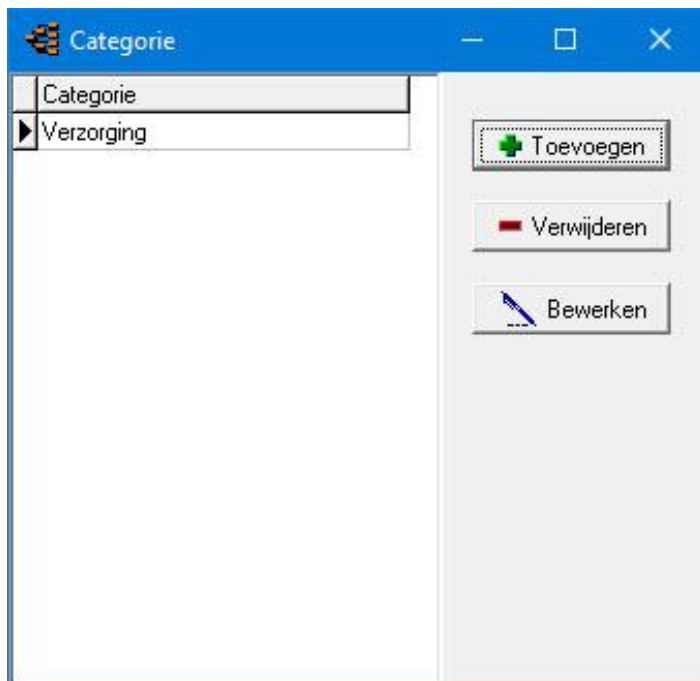 Categorie
Categorie
Verzorging
Toevoegen
Verwijderen
Bewerken